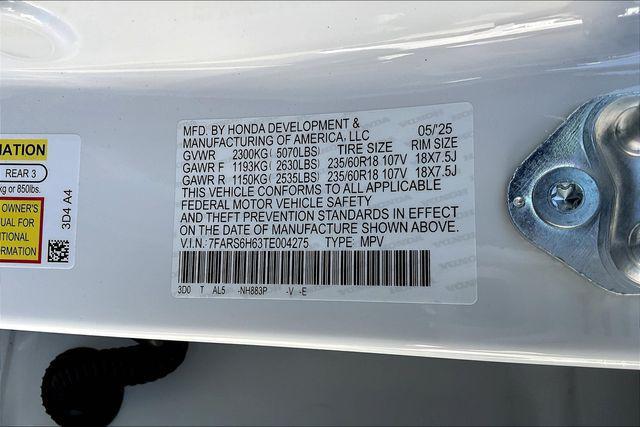 MATION
REAR 3
kg or 850lbs.
OWNER'S
UAL FOR
TIONAL
ORMATION
3D4 A4
MFD. BY HONDA DEVELOPMENT & 05/'25
MANUFACTURING OF AMERICA, LLC
TIRE SIZE RIM SIZE
GVWR 2300KG (5070LBS)
GAWR F 1193KG (2630LBS) 235/60R18 107V 18X7.5J
GAWR R 1150KG (2535LBS) 235/60R18 107V 18X7.5J
THIS VEHICLE CONFORMS TO ALL APPLICABLE
FEDERAL MOTOR VEHICLE SAFETY
AND THEFT PREVENTION STANDARDS IN EFFECT
ON THE DATE OF MANUFACTURE SHOWN ABOVE.
V.I.N.:7FARS6H63TE004275 TYPE: MPV
3D0 T AL5 -NH883P -V -E